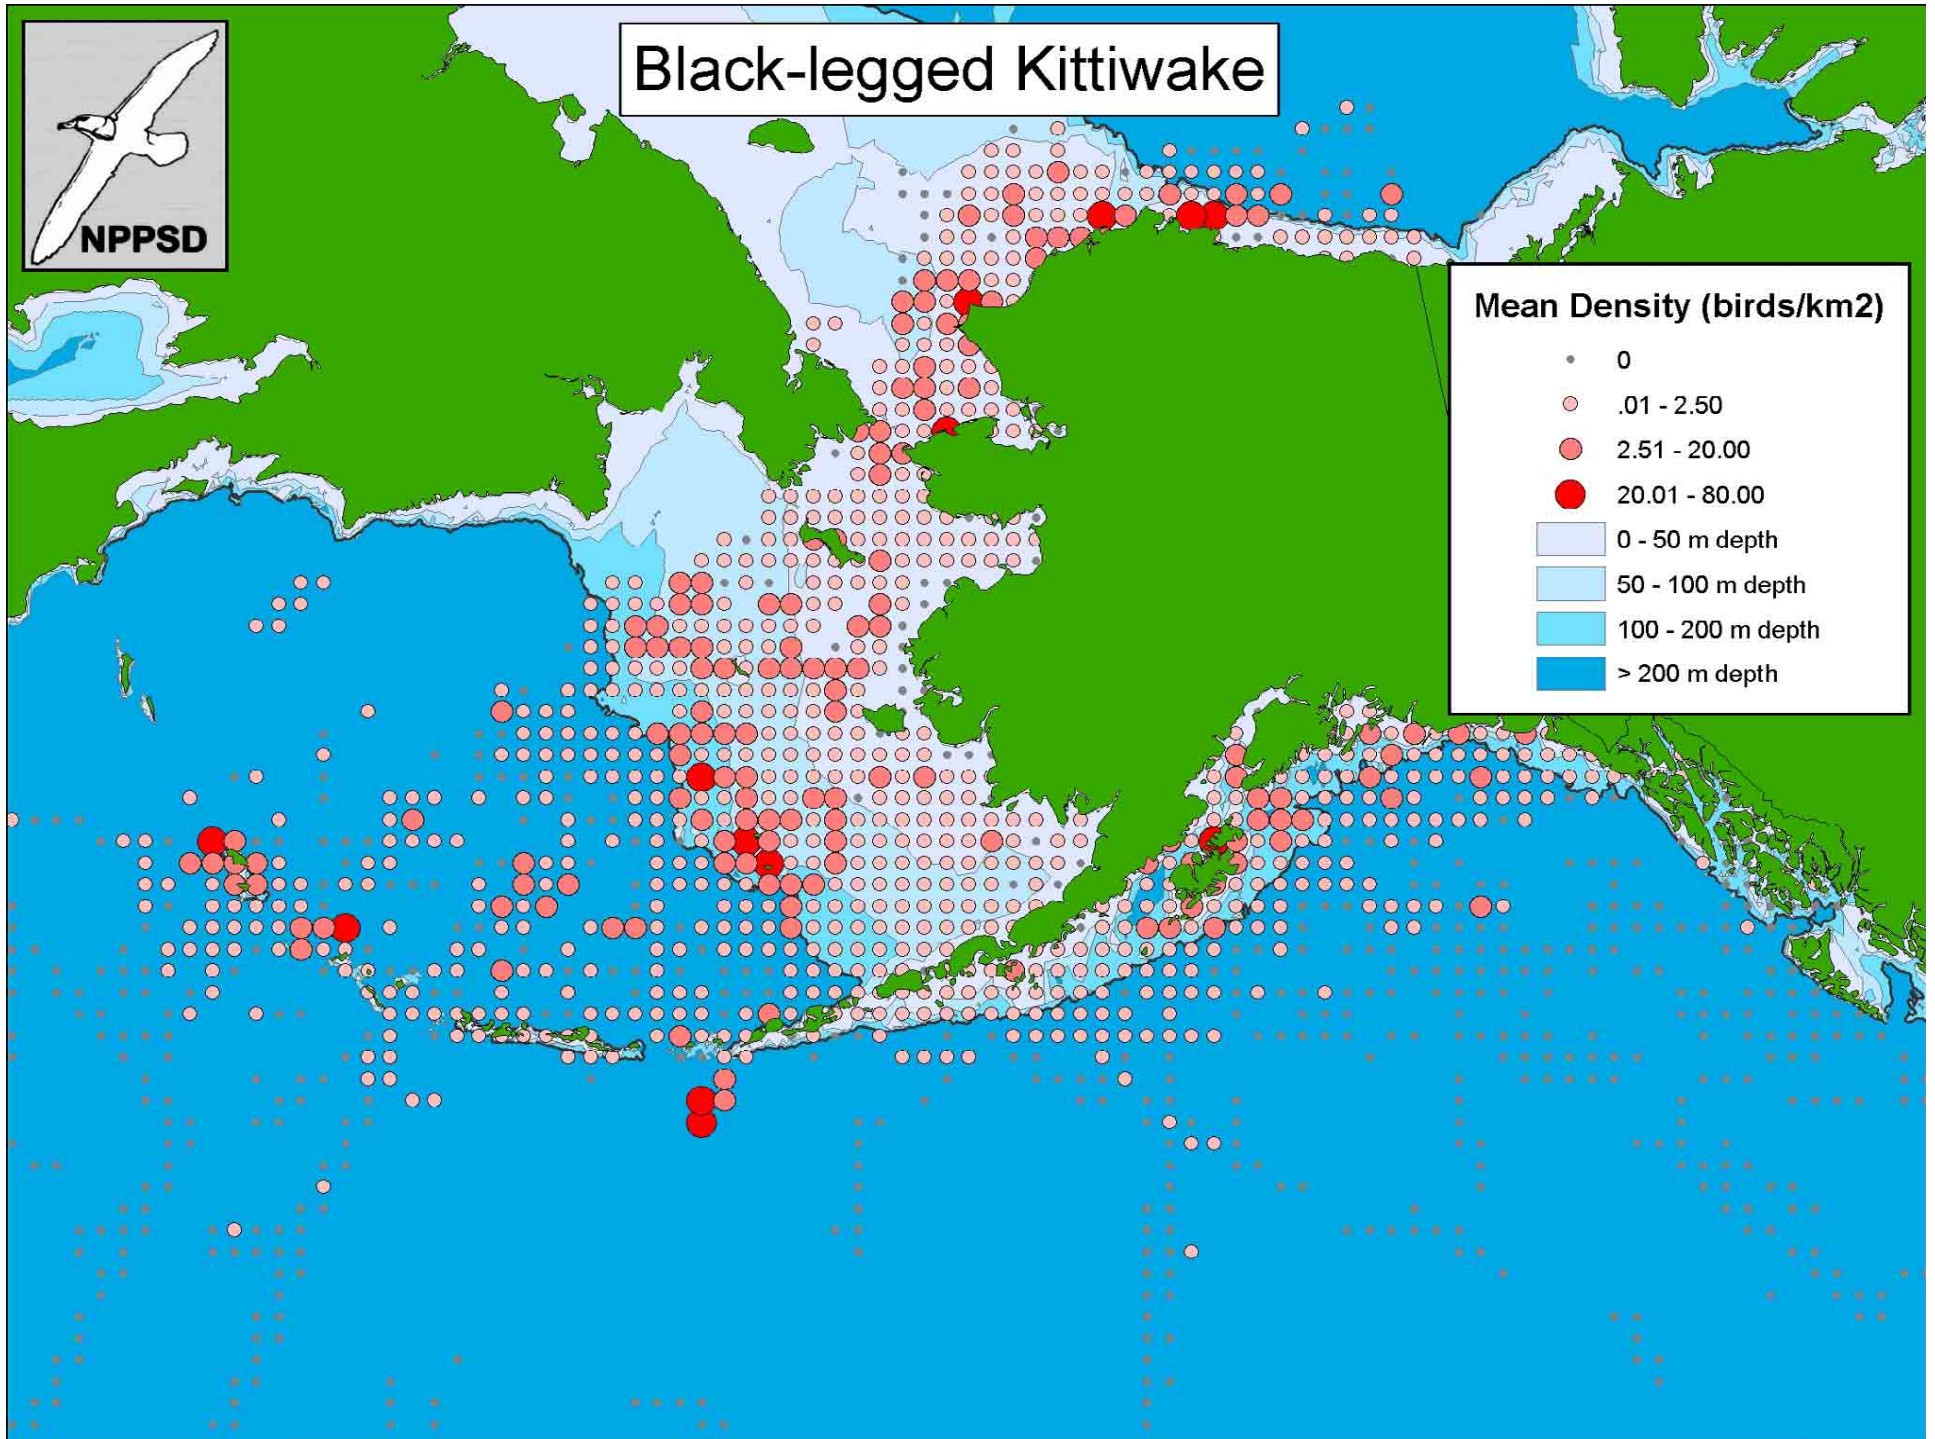 Black-legged Kittiwake
NPPSD
Mean Density (birds/km2)
0
.01 - 2.50
2.51 - 20.00
20.01 - 80.00
0 - 50 m depth
50 - 100 m depth
100 - 200 m depth
> 200 m depth